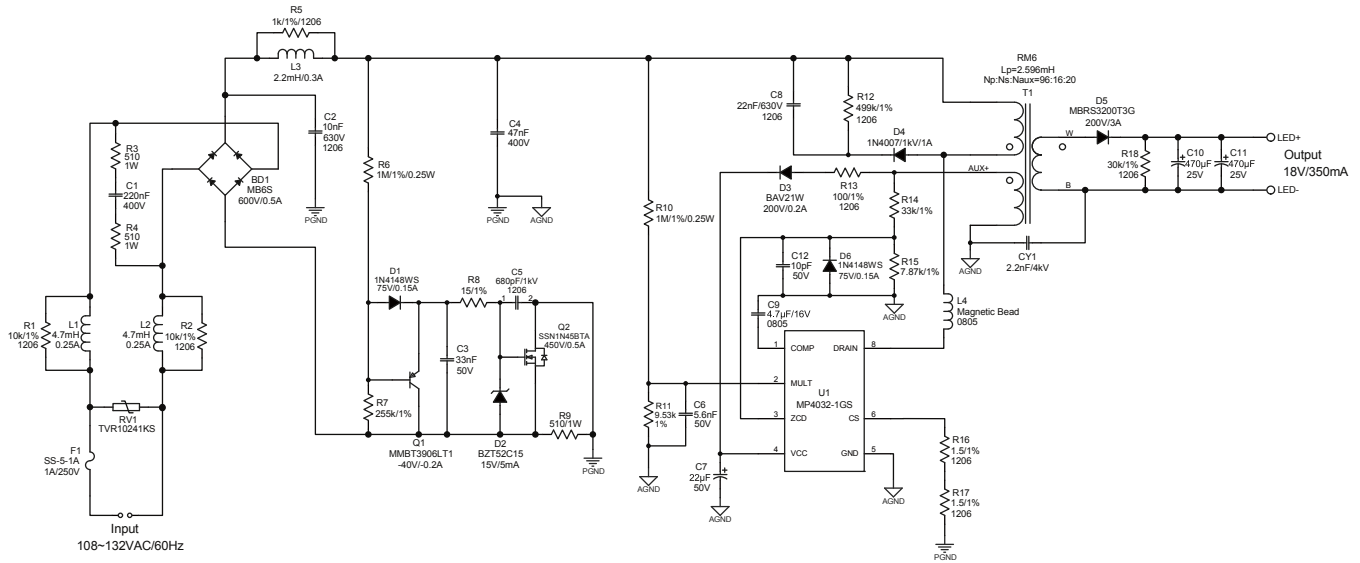 R5
1k/1%/1206
L3
2.2mH/0.3A
C2
10nF
630V
1206
PGND
R3
510
1W
C1
220nF
400V
R4
510
1W
BD1
MB6S
600V/0.5A
R1
10k/1%
1206
L1
4.7mH
0.25A
L2
4.7mH
0.25A
R2
10k/1%
1206
RV1
TVR10241KS
F1
SS-5-1A
1A/250V
Input
108~132VAC/60Hz
R6
1M/1%/0.25W
D1
1N4148WS
75V/0.15A
R7
255k/1%
Q1
MMBT3906LT1
-40V/-0.2A
C3
33nF
50V
R8
15/1%
C5
680pF/1kV
1206
1
2
Q2
SSN1N45BTA
450V/0.5A
D2
BZT52C15
15V/5mA
R9
510/1W
PGND
C4
47nF
400V
PGND
AGND
R10
1M/1%/0.25W
R11
9.53k
1%
C6
5.6nF
50V
AGND
C7
22µF
50V
AGND
C8
22nF/630V
1206
R12
499k/1%
1206
D4
1N4007/1kV/1A
D3
BAV21W
200V/0.2A
R13
100/1%
1206
R14
33k/1%
C12
10pF
50V
D6
1N4148WS
75V/0.15A
R15
7.87k/1%
AGND
C9
4.7µF/16V
0805
L4
Magnetic Bead
0805
1
COMP
DRAIN
8
2
MULT
U1
MP4032-1GS
3
ZCD
CS
6
4
VCC
GND
5
AGND
R16
1.5/1%
1206
R17
1.5/1%
1206
PGND
RM6
Lp=2.596mH
Np:Ns:Naux=96:16:20
T1
AUX+
AGND
W
B
CY1
2.2nF/4kV
D5
MBRS3200T3G
200V/3A
R18
30k/1%
1206
C10
470µF
25V
C11
470µF
25V
LED+
Output
18V/350mA
LED-